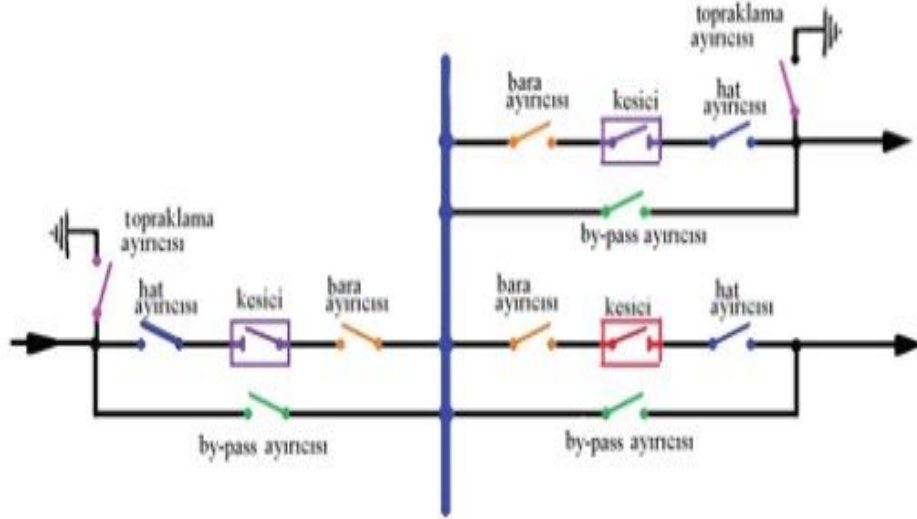 topraklama
ayırıcısı
bara
ayırıcısı
kesici
hat
ayırıcısı
by-pass ayırıcısı
topraklama
ayırıcısı
hat
ayırıcısı
kesici
bara
ayırıcısı
bara
ayırıcısı
kesici
hat
ayırıcısı
by-pass ayırıcısı
by-pass ayırıcısı